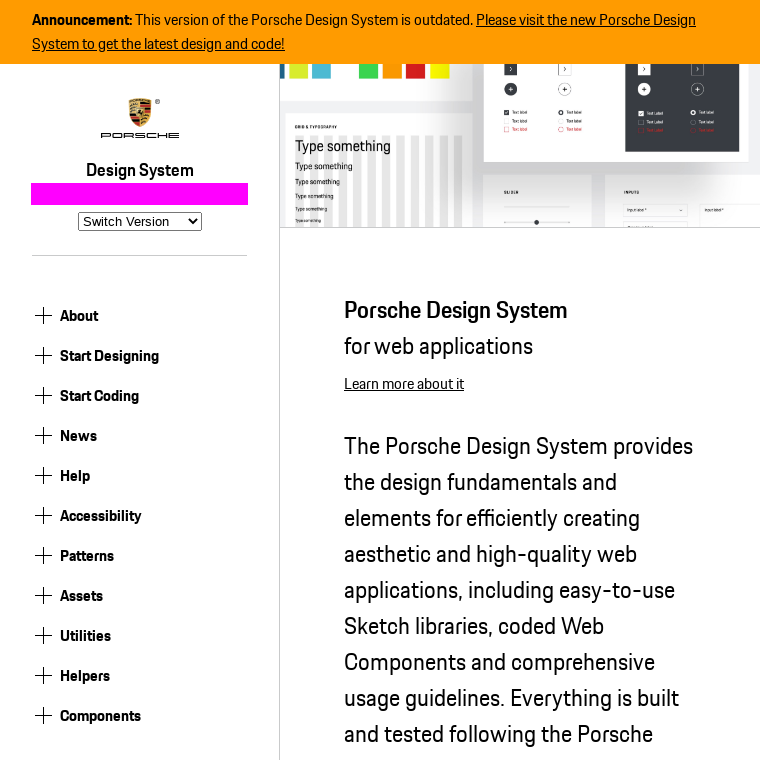 Announcement: This version of the Porsche Design System is outdated. Please visit the new Porsche Design
System to get the latest design and code!
PORSCHE
Design System
Switch Version
About
Start Designing
Start Coding
News
Help
Accessibility
Patterns
Assets
Utilities
Helpers
Components
GRID & TYPOGRAPHY
Type something
Type something
Type something
Type something
Type something
Type something
Type something
Text label Text label
Text label Text label
Text label Text label
Text label Text label
Text label Text label
Text label Text label
SLIDER
INPUTS
Input label * Input label *
Porsche Design System
for web applications
Learn more about it
The Porsche Design System provides
the design fundamentals and
elements for efficiently creating
aesthetic and high-quality web
applications, including easy-to-use
Sketch libraries, coded Web
Components and comprehensive
usage guidelines. Everything is built
and tested following the Porsche